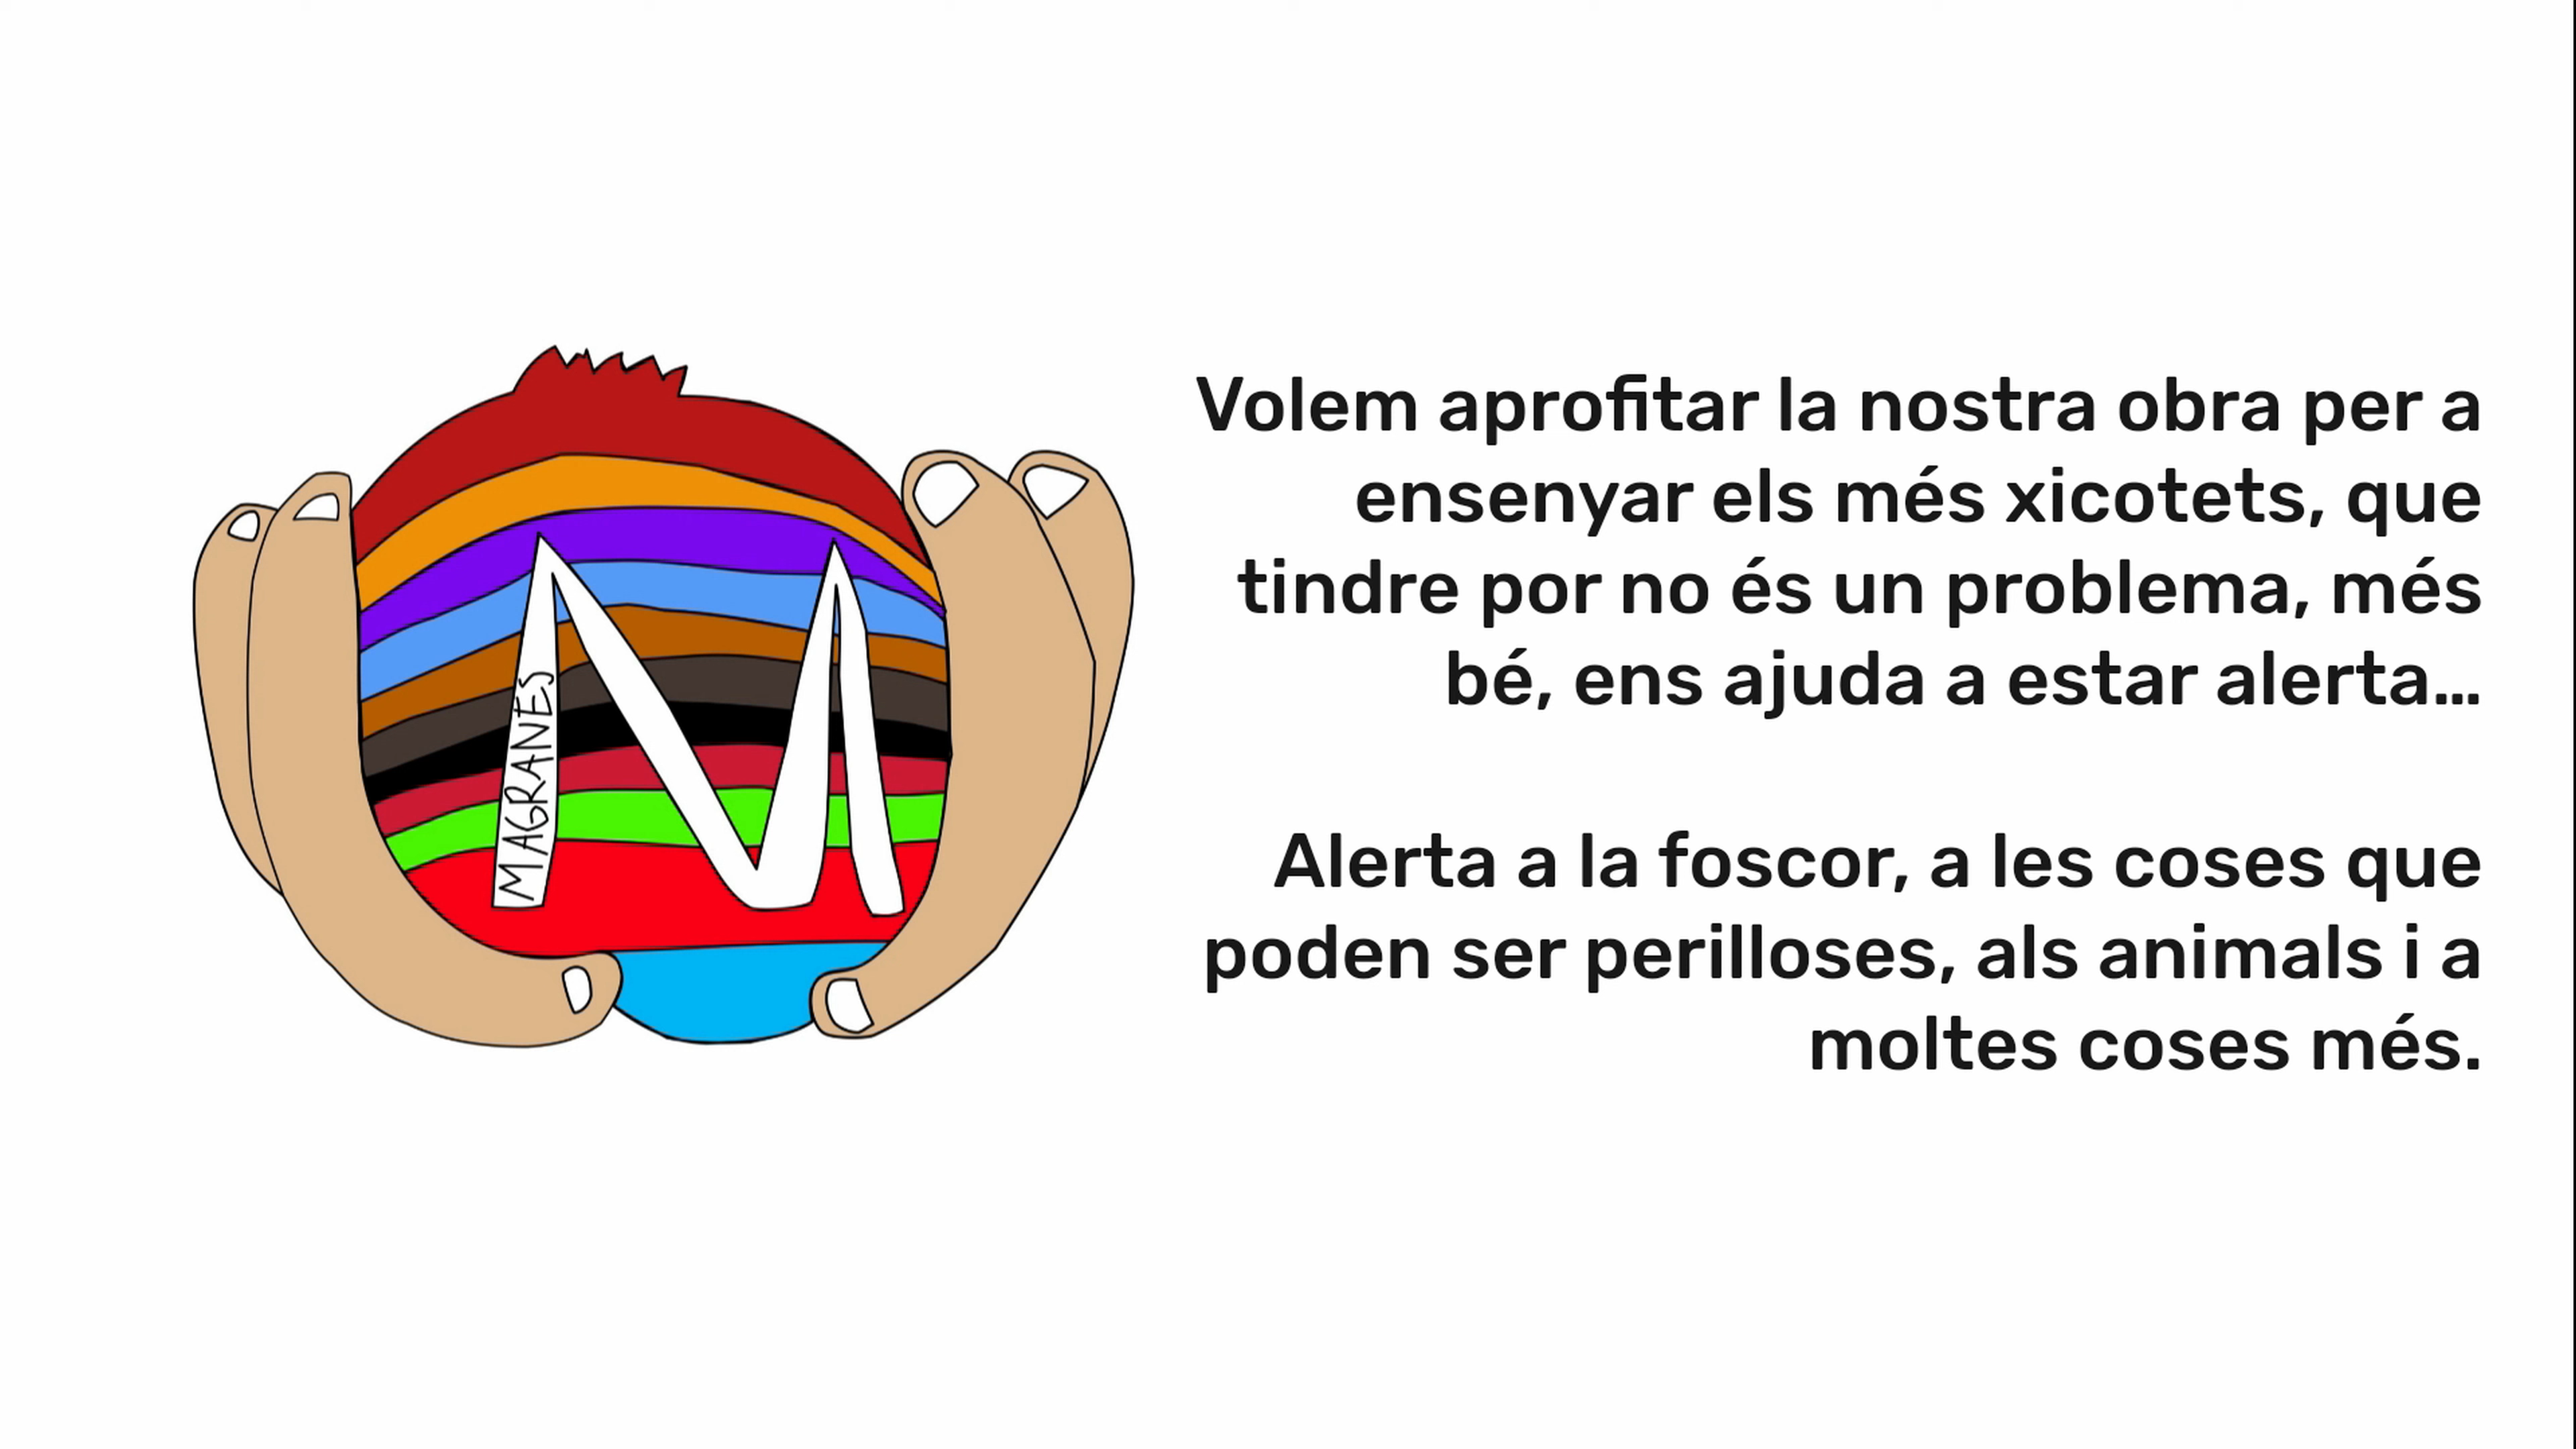 MAGRANES
Volem aprofitar la nostra obra per a
ensenyar els més xicotets, que
tindre por no és un problema, més
bé, ens ajuda a estar alerta...
Alerta a la foscor, a les coses que
poden ser perilloses, als animals i a
moltes coses més.